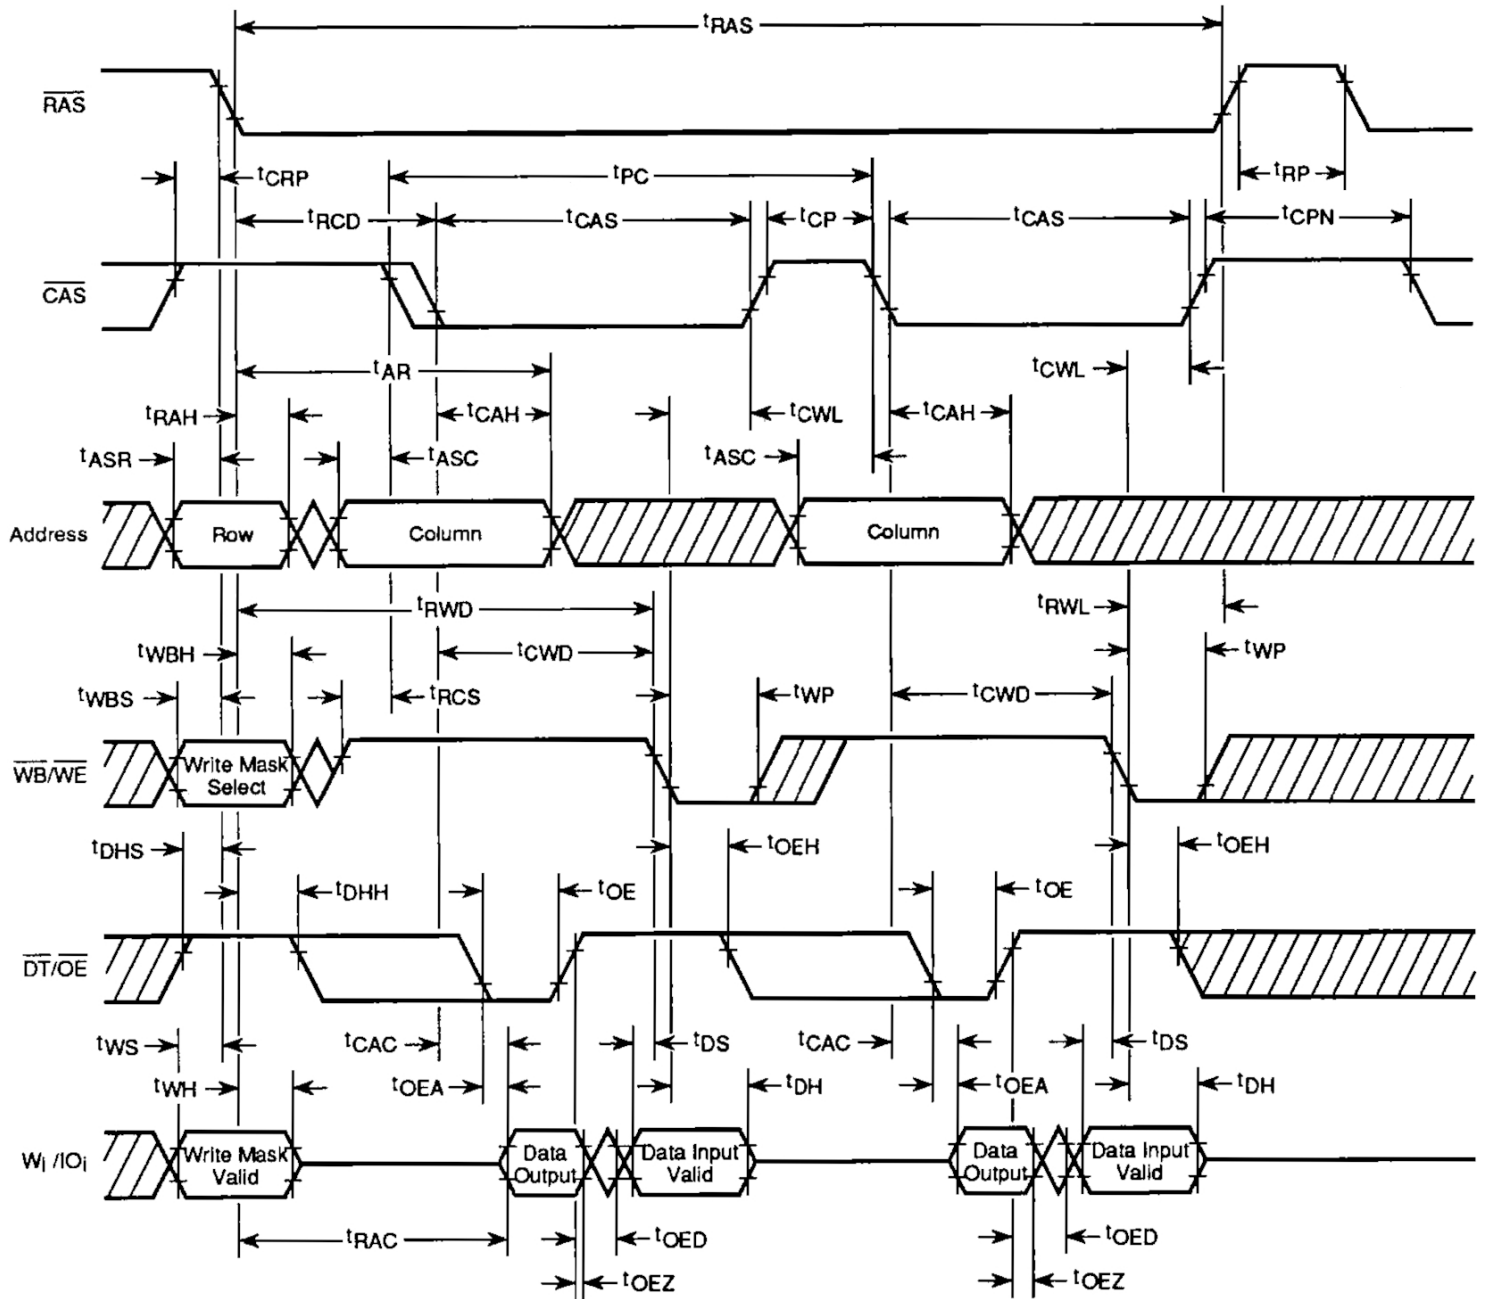 tRAS
RAS
tCRP tPC tRP
tRCD tCAS tCP tCAS tCPN
CAS
tAR tCWL
tRAH tCAH tCWL tCAH
tASR tASC tASC
Address Row Column Column
tRWD tRWL
tWBH tCWD tWP
tWBS tRCS tWP tCWD
WB/WE Write Mask
Select
tDHS tOEH tOEH
tDHH tOE tOE
DT/OE
tWS tCAC tDS tCAC tDS
tWH tOEA tDH tOEA tDH
Wi /IOi Write Mask Data Data Input Data Data Input
Valid Output Valid Output Valid
tRAC tOED tOED
tOEZ tOEZ